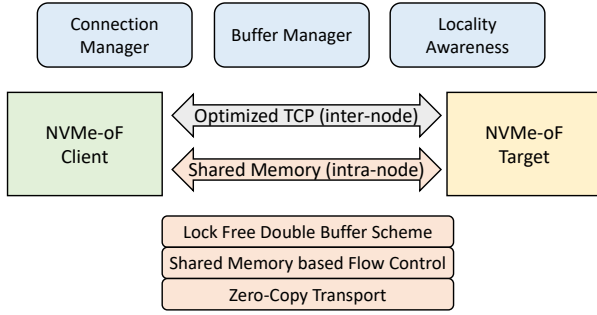 Connection
Manager
Buffer Manager
Locality
Awareness
NVMe-oF
Client
Optimized TCP (inter-node)
Shared Memory (intra-node)
NVMe-oF
Target
Lock Free Double Buffer Scheme
Shared Memory based Flow Control
Zero-Copy Transport